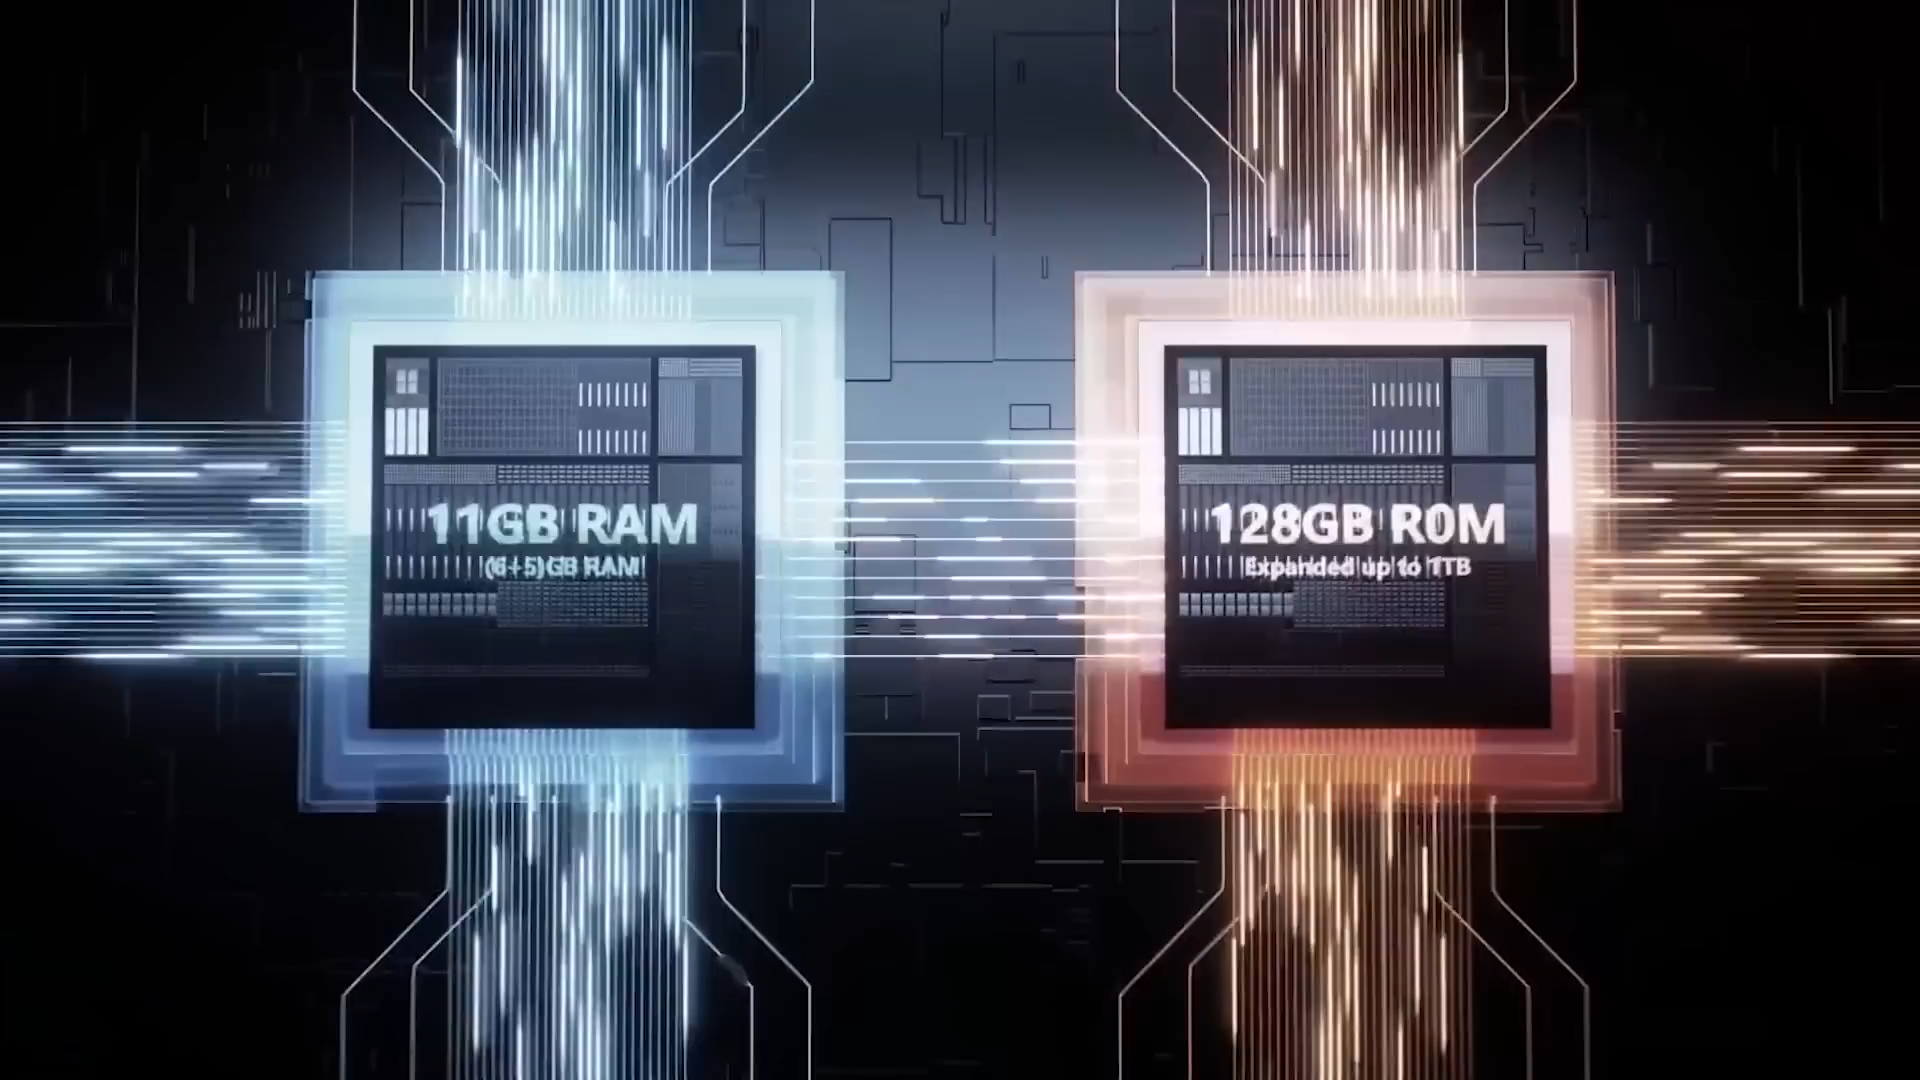 11GB RAM
(6+5)GB RAM
128GB R0M
Expanded up to 1TB